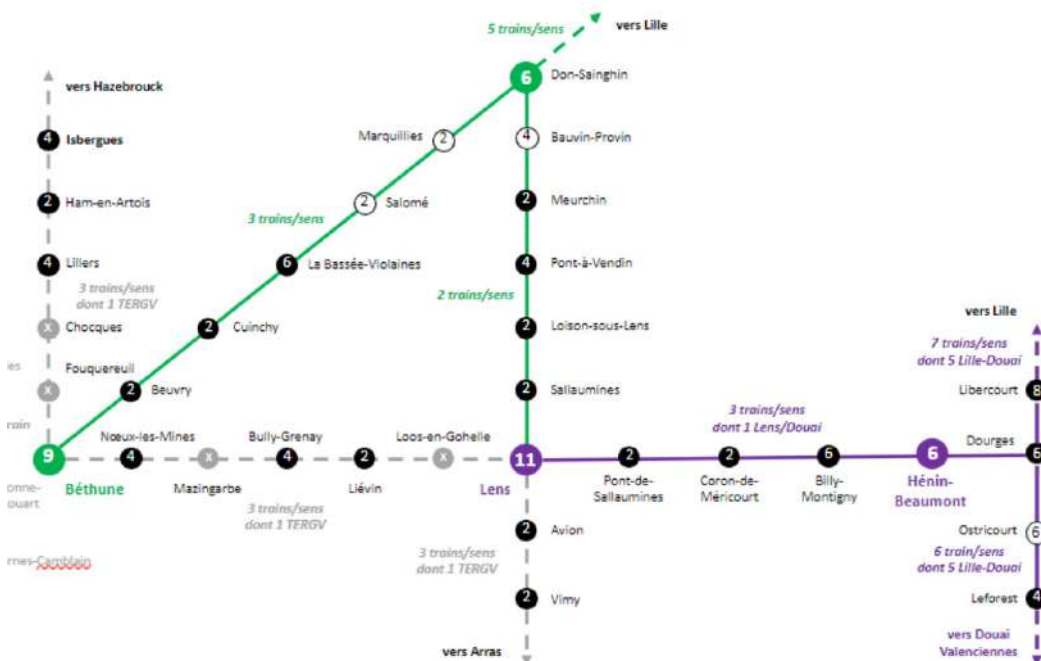 5 trains/sens
vers Lille
6
Don-Sainghin
vers Hazebrouck
4
Isbergues
Marquillies
2
4
Bauvin-Provin
2
Ham-en-Artois
2
Salomé
2
Meurchin
3 trains/sens
4
Lillers
6
La Bassée-Violaines
4
Pont-à-Vendin
3 trains/sens
dont 1 TERGV
2 trains/sens
x
Chocques
2
Cuinchy
2
Loison-sous-Lens
vers Lille
7 trains/sens
dont 5 Lille-Douai
Fouquereuil
x
2
Beuvry
2
Sallaumines
Libercourt
8
3 trains/sens
dont 1 Lens/Douai
Nœux-les-Mines
Bully-Grenay
Loos-en-Gohelle
Dourges
9
4
x
4
2
x
11
2
2
6
6
6
Béthune
Mazingarbe
Liévin
Lens
Pont-de-
Sallaumines
Coron-de-
Méricourt
Billy-
Montigny
Hénin-
Beaumont
onne-
ouart
3 trains/sens
dont 1 TERGV
2
Avion
Ostricourt
6
rnes-Camblain
3 trains/sens
dont 1 TERGV
6 train/sens
dont 5 Lille-Douai
2
Vimy
Leforest
4
vers Arras
vers Douai
Valenciennes